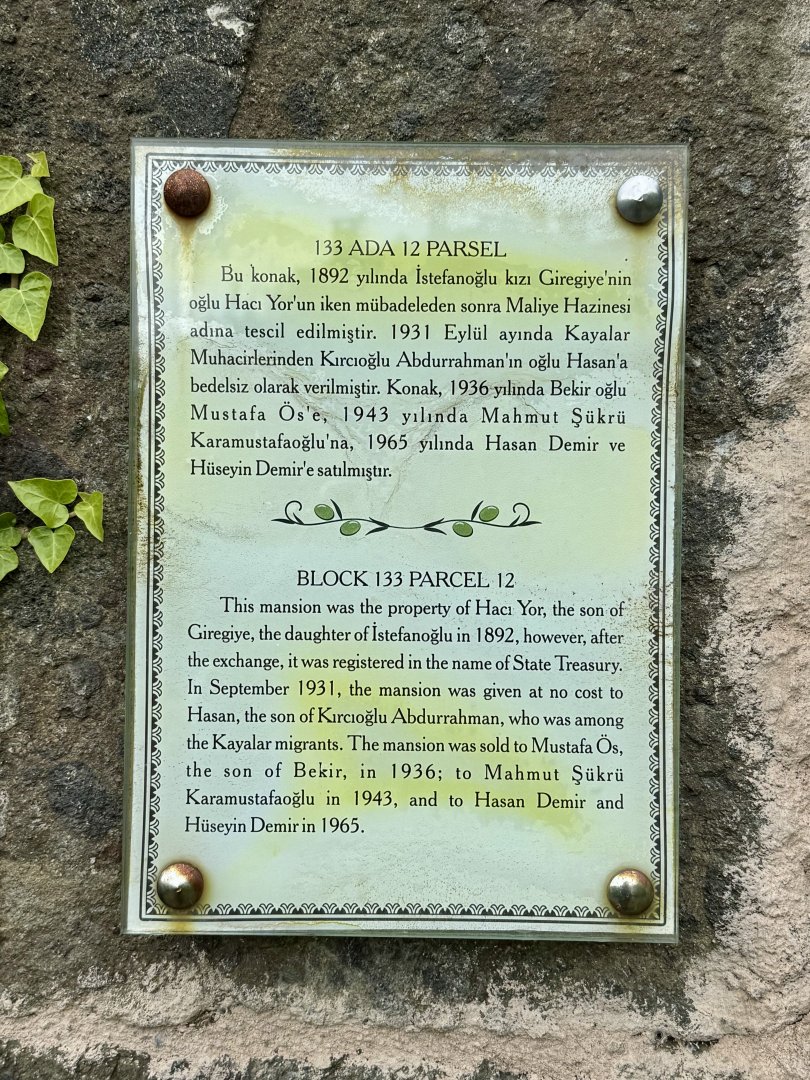 133 ADA 12 PARSEL
Bu konak, 1892 yılında İstefanoğlu kızı Giregiye'nin
oğlu Hacı Yor'un iken mübadeleden sonra Maliye Hazinesi
adına tescil edilmiştir. 1931 Eylül ayında Kayalar
Muhacirlerinden Kırcıoğlu Abdurrahman'ın oğlu Hasan'a
bedelsiz olarak verilmiştir. Konak, 1936 yılında Bekir oğlu
Mustafa Ös'e, 1943 yılında Mahmut Şükrü
Karamustafaoğlu'na, 1965 yılında Hasan Demir ve
Hüseyin Demir'e satılmıştır.
BLOCK 133 PARCEL 12
This mansion was the property of Hacı Yor, the son of
Giregiye, the daughter of İstefanoğlu in 1892, however, after
the exchange, it was registered in the name of State Treasury.
In September 1931, the mansion was given at no cost to
Hasan, the son of Kırcıoğlu Abdurrahman, who was among
the Kayalar migrants. The mansion was sold to Mustafa Ös,
the son of Bekir, in 1936; to Mahmut Şükrü
Karamustafaoğlu in 1943, and to Hasan Demir and
Hüseyin Demir in 1965.